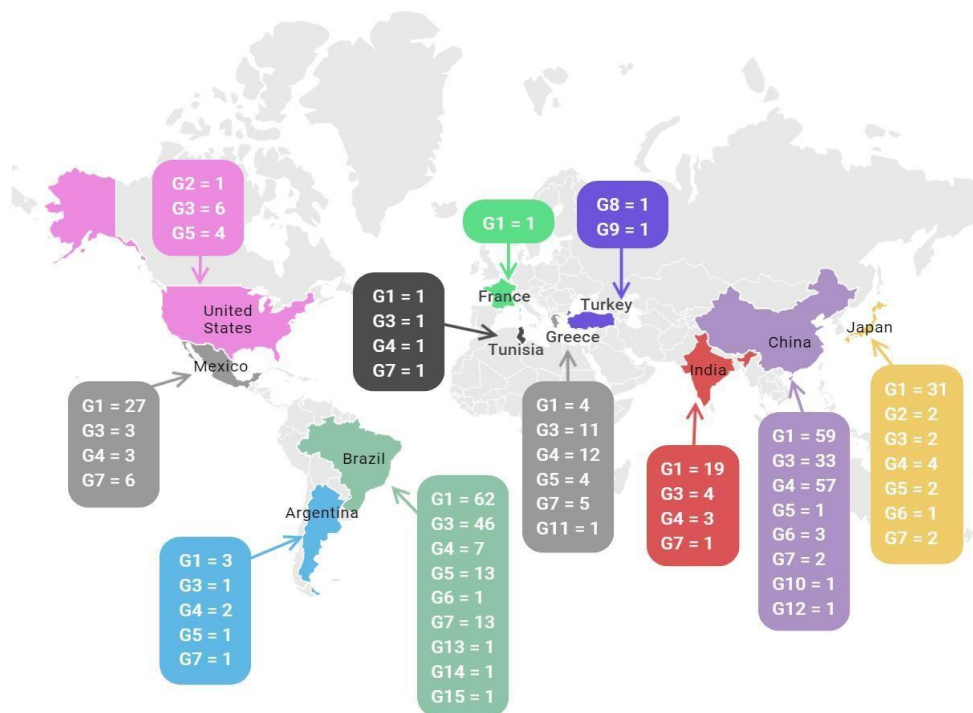 G2 = 1
G3 = 6
G5 = 4
United
States
G1 = 1
France
G8 = 1
G9 = 1
Turkey
G1 = 1
G3 = 1
G4 = 1
G7 = 1
Tunisia
Greece
G1 = 4
G3 = 11
G4 = 12
G5 = 4
G7 = 5
G11 = 1
Mexico
G1 = 27
G3 = 3
G4 = 3
G7 = 6
Brazil
G1 = 62
G3 = 46
G4 = 7
G5 = 13
G6 = 1
G7 = 13
G13 = 1
G14 = 1
G15 = 1
Argentina
G1 = 3
G3 = 1
G4 = 2
G5 = 1
G7 = 1
India
G1 = 19
G3 = 4
G4 = 3
G7 = 1
China
G1 = 59
G3 = 33
G4 = 57
G5 = 1
G6 = 3
G7 = 2
G10 = 1
G12 = 1
Japan
G1 = 31
G2 = 2
G3 = 2
G4 = 4
G5 = 2
G6 = 1
G7 = 2